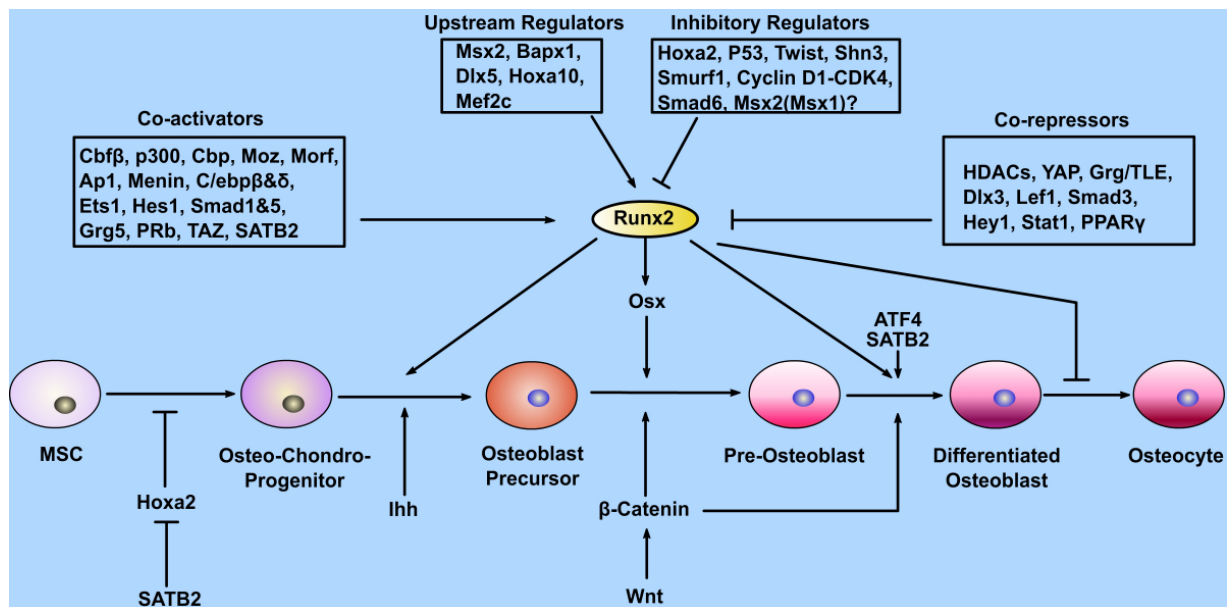 Upstream Regulators
Msx2, Bapx1,
Dlx5, Hoxa10,
Mef2c
Inhibitory Regulators
Hoxa2, P53, Twist, Shn3,
Smurf1, Cyclin D1-CDK4,
Smad6, Msx2(Msx1)?
Co-activators
Cbfβ, p300, Cbp, Moz, Morf,
Ap1, Menin, C/ebpβ&δ,
Ets1, Hes1, Smad1&5,
Grg5, PRb, TAZ, SATB2
Co-repressors
HDACs, YAP, Grg/TLE,
Dlx3, Lef1, Smad3,
Hey1, Stat1, PPARγ
Runx2
Osx
ATF4
SATB2
MSC
Osteo-Chondro-
Progenitor
Osteoblast
Precursor
Pre-Osteoblast
Differentiated
Osteoblast
Osteocyte
Hoxa2
Ihh
β-Catenin
SATB2
Wnt